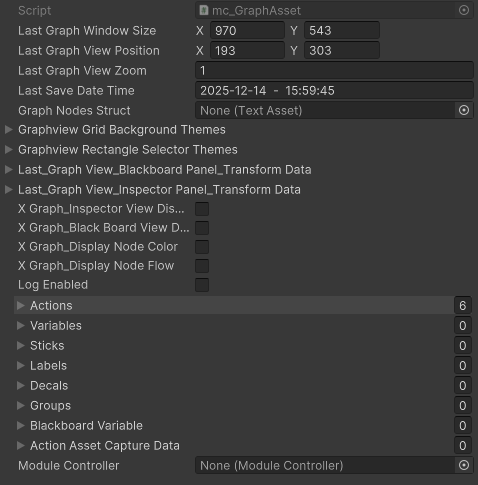 Script mc_GraphAsset
Last Graph Window Size X 970 Y 543
Last Graph View Position X 193 Y 303
Last Graph View Zoom 1
Last Save Date Time 2025-12-14 - 15:59:45
Graph Nodes Struct None (Text Asset)
Graphview Grid Background Themes
Graphview Rectangle Selector Themes
Last_Graph View_Blackboard Panel_Transform Data
Last_Graph View_Inspector Panel_Transform Data
X Graph_Inspector View Dis...
X Graph_Black Board View D...
X Graph_Display Node Color
X Graph_Display Node Flow
Log Enabled
Actions 6
Variables 0
Sticks 0
Labels 0
Decals 0
Groups 0
Blackboard Variable 0
Action Asset Capture Data 0
Module Controller None (Module Controller)